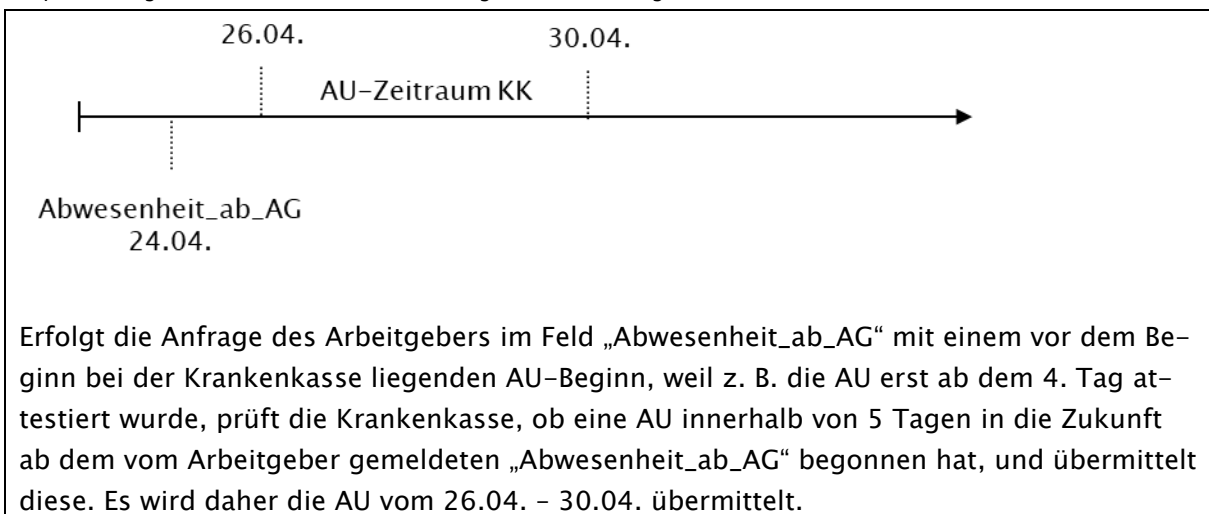 26.04. 30.04.
AU-Zeitraum KK
Abwesenheit_ab_AG
24.04.
Erfolgt die Anfrage des Arbeitgebers im Feld „Abwesenheit_ab_AG“ mit einem vor dem Be-
ginn bei der Krankenkasse liegenden AU-Beginn, weil z. B. die AU erst ab dem 4. Tag at-
testiert wurde, prüft die Krankenkasse, ob eine AU innerhalb von 5 Tagen in die Zukunft
ab dem vom Arbeitgeber gemeldeten „Abwesenheit_ab_AG“ begonnen hat, und übermittelt
diese. Es wird daher die AU vom 26.04. – 30.04. übermittelt.